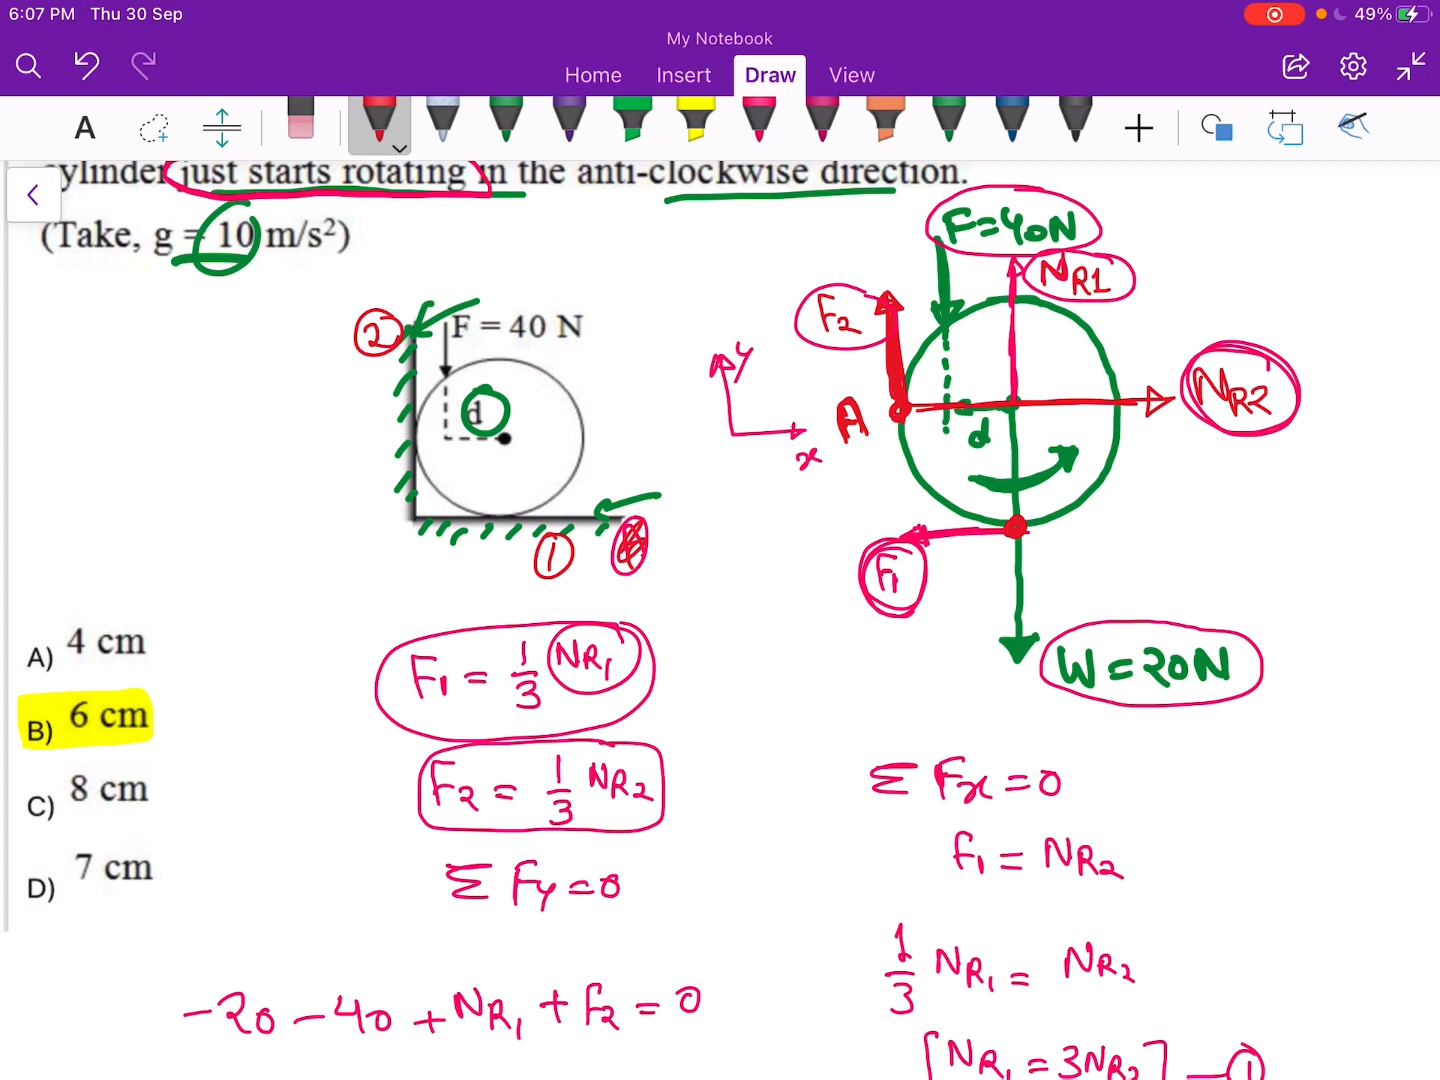 6:07 PM Thu 30 Sep
49%
My Notebook
Home Insert Draw View
A
ylinder just starts rotating in the anti-clockwise direction.
(Take, g = 10 m/s²)
F=40N
NR1
F2
2
F = 40 N
d
y
x
A
NR2
d
1
F1
W=20N
A) 4 cm
B) 6 cm
C) 8 cm
D) 7 cm
F1 = 1/3 NR1
F2 = 1/3 NR2
Σ Fy=0
-20 -40 +NR1 + F2 = 0
Σ Fx=0
F1 = NR2
1/3 NR1 = NR2
[NR1 = 3NR2] — 1